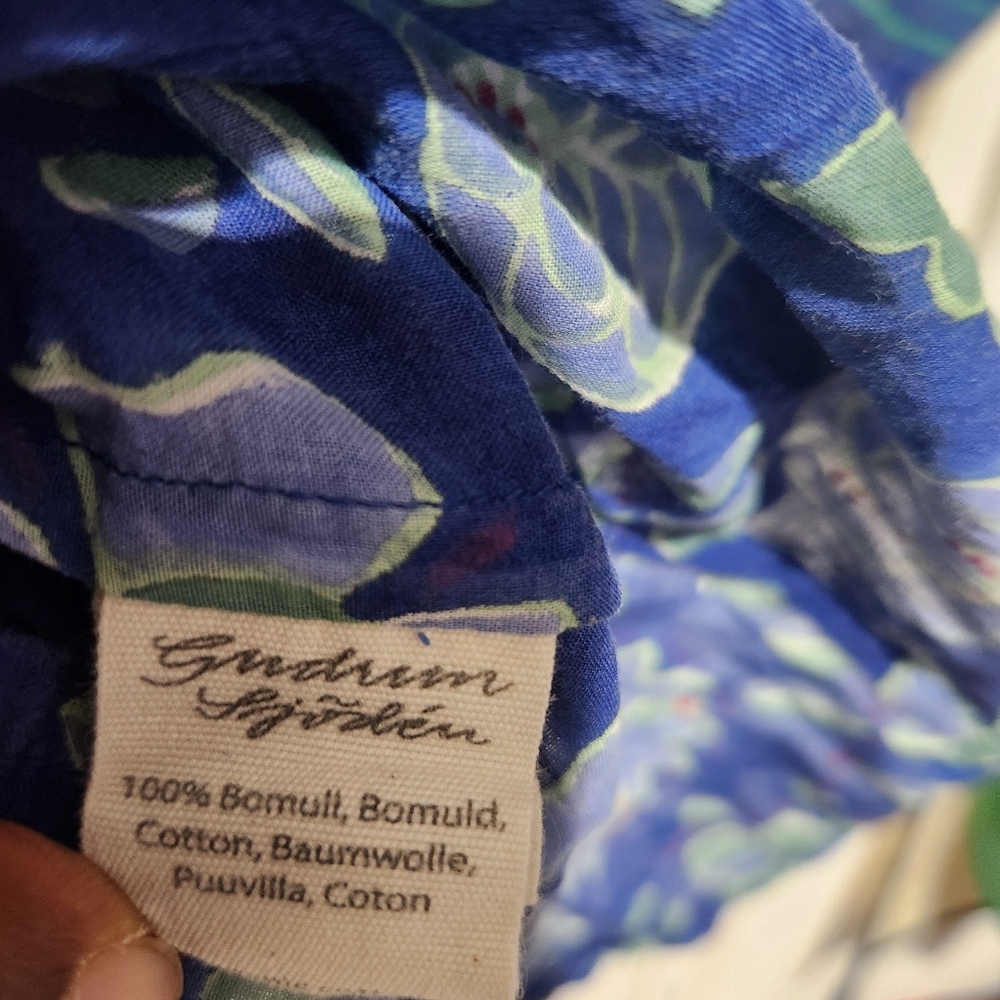 Gudrun
Sjödén
100% Bomull, Bomuld,
Cotton, Baumwolle,
Puuvilla, Coton